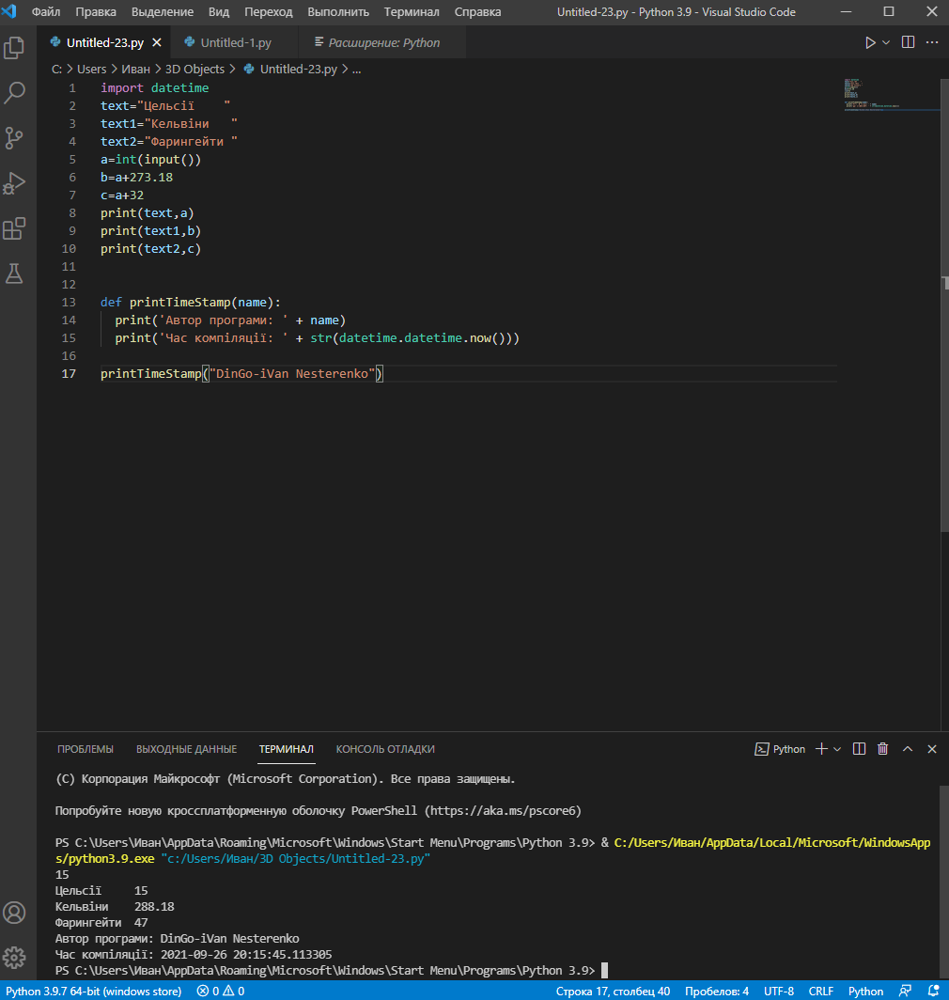 Файл Правка Выделение Вид Переход Выполнить Терминал Справка Untitled-23.py - Python 3.9 - Visual Studio Code
Untitled-23.py Untitled-1.py Расширение: Python
C: > Users > Иван > 3D Objects > Untitled-23.py > ...
1 import datetime
2 text="Цельсії    "
3 text1="Кельвіни   "
4 text2="Фарингейти "
5 a=int(input())
6 b=a+273.18
7 c=a+32
8 print(text,a)
9 print(text1,b)
10 print(text2,c)
11
12
13 def printTimeStamp(name):
14   print('Автор програми: ' + name)
15   print('Час компіляції: ' + str(datetime.datetime.now()))
16
17 printTimeStamp("DinGo-iVan Nesterenko")
ПРОБЛЕМЫ ВЫХОДНЫЕ ДАННЫЕ ТЕРМИНАЛ КОНСОЛЬ ОТЛАДКИ Python
(C) Корпорация Майкрософт (Microsoft Corporation). Все права защищены.
Попробуйте новую кроссплатформенную оболочку PowerShell (https://aka.ms/pscore6)
PS C:\Users\Иван\AppData\Roaming\Microsoft\Windows\Start Menu\Programs\Python 3.9> & C:/Users/Иван/AppData/Local/Microsoft/WindowsApp
s/python3.9.exe "c:/Users/Иван/3D Objects/Untitled-23.py"
15
Цельсії     15
Кельвіни    288.18
Фарингейти  47
Автор програми: DinGo-iVan Nesterenko
Час компіляції: 2021-09-26 20:15:45.113305
PS C:\Users\Иван\AppData\Roaming\Microsoft\Windows\Start Menu\Programs\Python 3.9>
Python 3.9.7 64-bit (windows store) 0 0 Строка 17, столбец 40 Пробелов: 4 UTF-8 CRLF Python